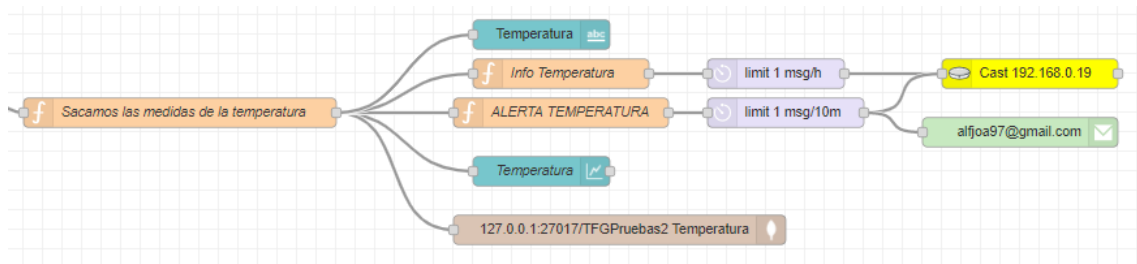 Temperatura abc
Info Temperatura limit 1 msg/h Cast 192.168.0.19
Sacamos las medidas de la temperatura ALERTA TEMPERATURA limit 1 msg/10m
alfjoa97@gmail.com
Temperatura
127.0.0.1:27017/TFGPruebas2 Temperatura